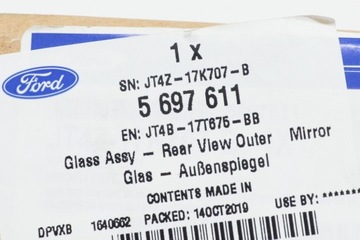 1 x
SN: JT4Z-17K707-B
Ford
5 697 611
EN: JT4B-17T675-BB
Glass Assy - Rear View Outer Mirror
Glas - Außenspiegel
CONTENTS MADE IN
DPVXB 1640662 PACKED: 14OCT2019 USE BY: ******